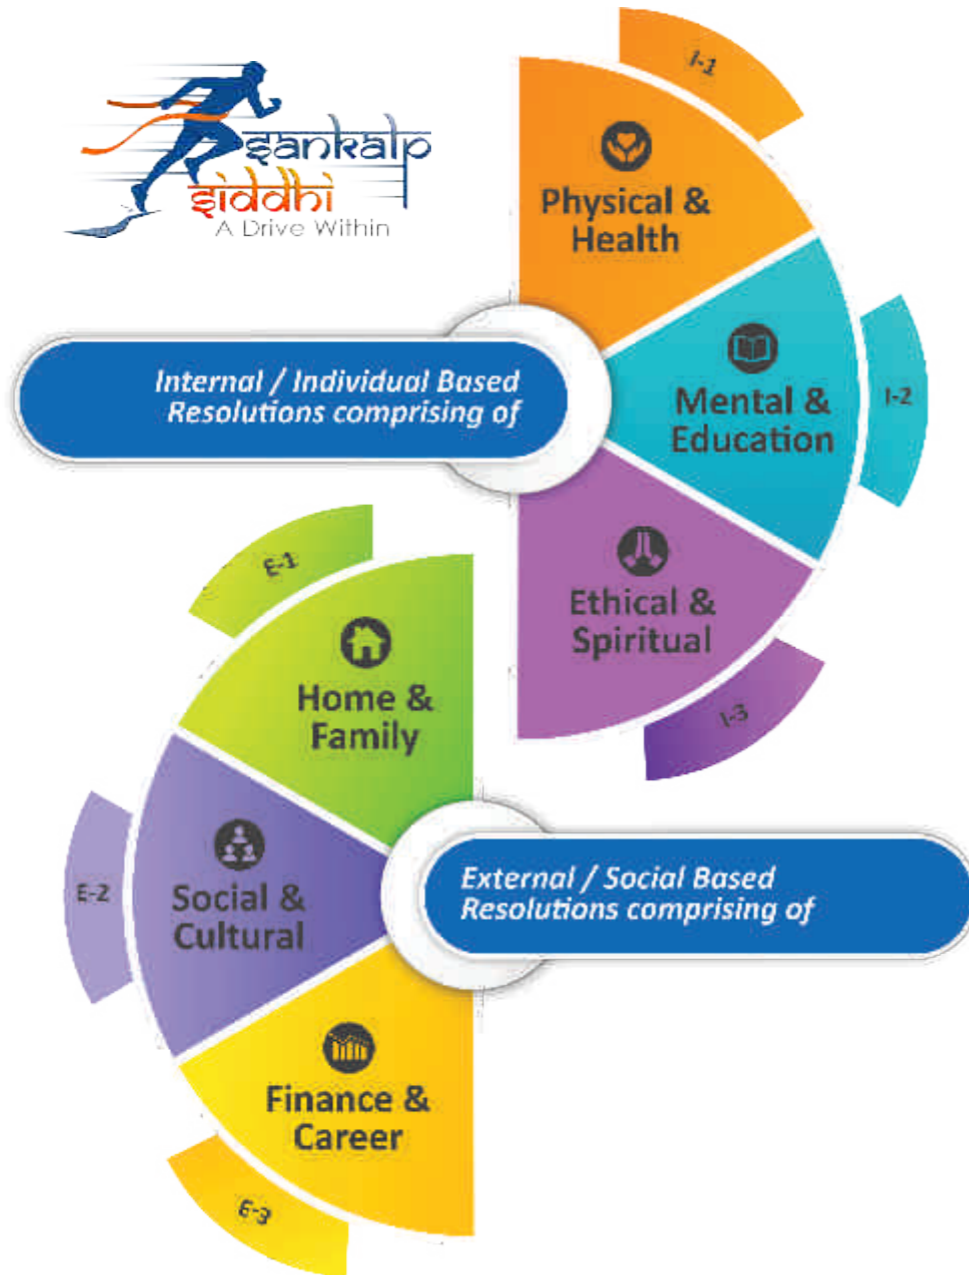 sankalp
siddhi
A Drive Within
I-1
Physical &
Health
Internal / Individual Based
Resolutions comprising of
I-2
Mental &
Education
Ethical &
Spiritual
I-3
E-1
Home &
Family
E-2
Social &
Cultural
External / Social Based
Resolutions comprising of
Finance &
Career
E-3